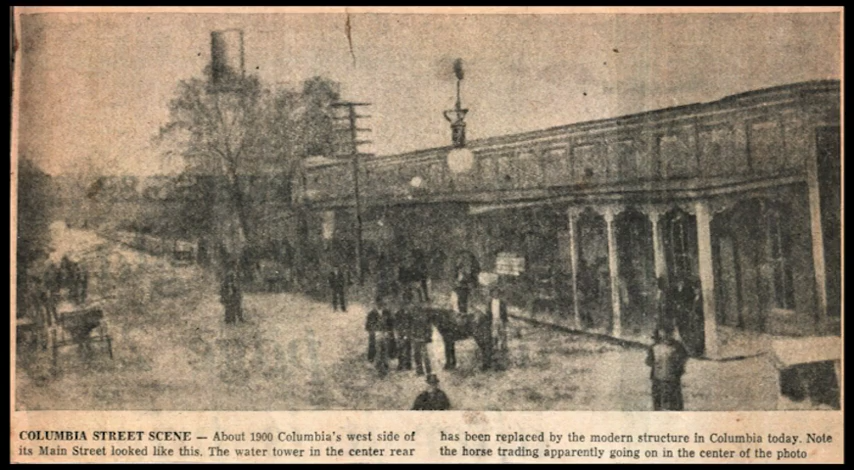 COLUMBIA STREET SCENE — About 1900 Columbia's west side of
its Main Street looked like this. The water tower in the center rear
has been replaced by the modern structure in Columbia today. Note
the horse trading apparently going on in the center of the photo